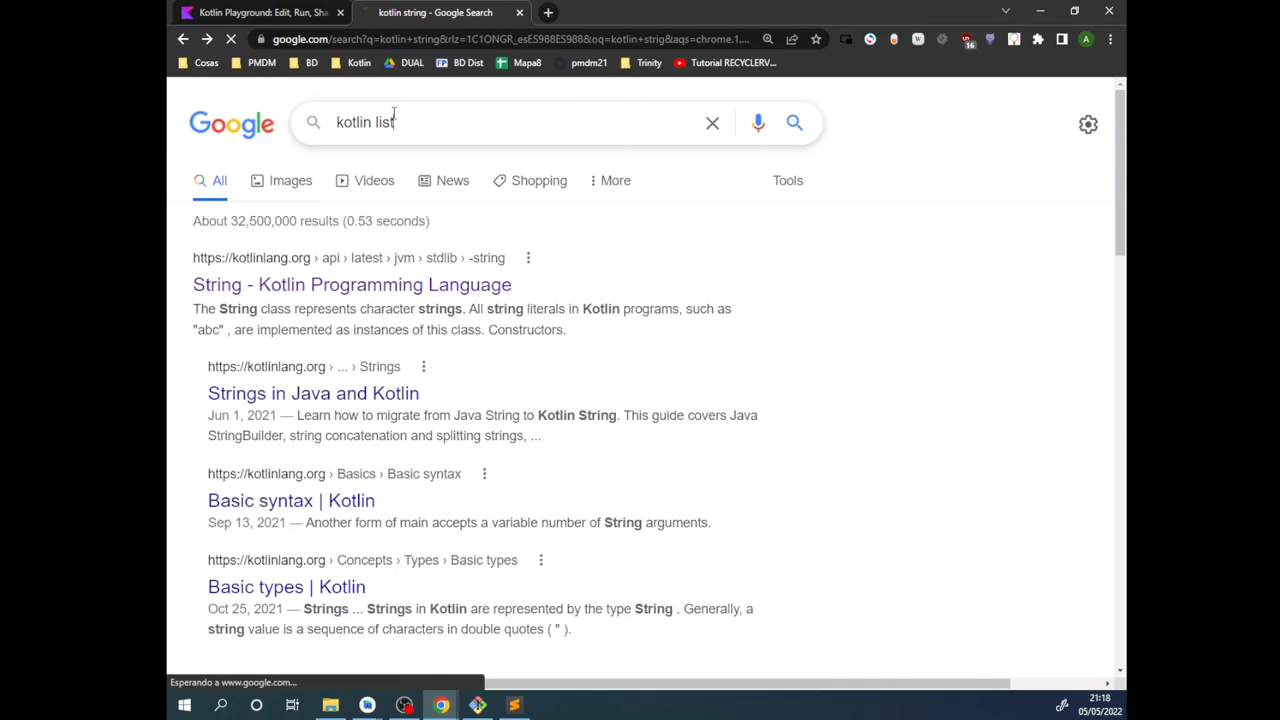 Kotlin Playground: Edit, Run, Sha
kotlin string - Google Search
google.com/search?q=kotlin+string&rlz=1C1ONGR_esES988ES988&oq=kotlin+strig&aqs=chrome.1....
16
A
Cosas
PMDM
BD
Kotlin
DUAL
BD Dist
Mapa8
pmdm21
Trinity
Tutorial RECYCLERV...
Google
kotlin list
All
Images
Videos
News
Shopping
More
Tools
About 32,500,000 results (0.53 seconds)
https://kotlinlang.org › api › latest › jvm › stdlib › -string
String - Kotlin Programming Language
The String class represents character strings. All string literals in Kotlin programs, such as
"abc" , are implemented as instances of this class. Constructors.
https://kotlinlang.org › ... › Strings
Strings in Java and Kotlin
Jun 1, 2021 — Learn how to migrate from Java String to Kotlin String. This guide covers Java
StringBuilder, string concatenation and splitting strings, ...
https://kotlinlang.org › Basics › Basic syntax
Basic syntax | Kotlin
Sep 13, 2021 — Another form of main accepts a variable number of String arguments.
https://kotlinlang.org › Concepts › Types › Basic types
Basic types | Kotlin
Oct 25, 2021 — Strings ... Strings in Kotlin are represented by the type String . Generally, a
string value is a sequence of characters in double quotes ( " ").
Esperando a www.google.com...
21:18
05/05/2022